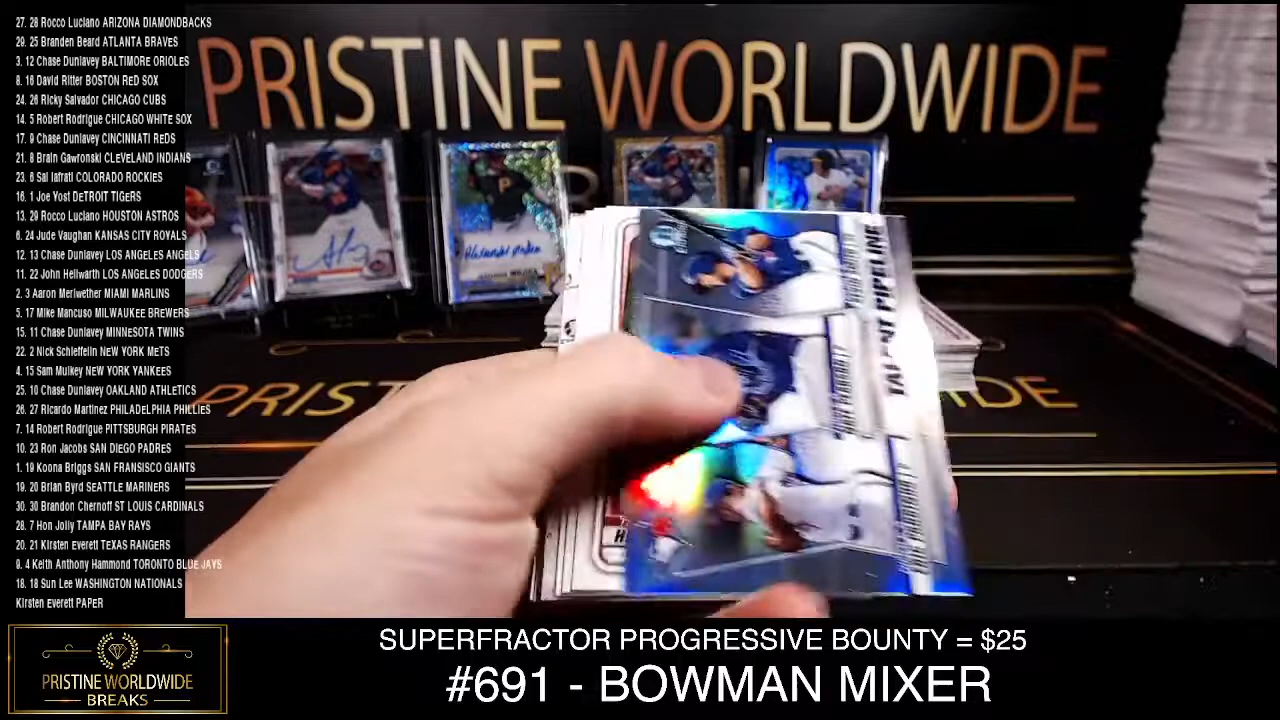 27. 28 Rocco Luciano ARIZONA DIAMONDBACKS
29. 25 Branden Beard ATLANTA BRAVES
3. 12 Chase Dunlavey BALTIMORE ORIOLES
8. 16 David Ritter BOSTON RED SOX
24. 26 Ricky Salvador CHICAGO CUBS
14. 5 Robert Rodrigue CHICAGO WHITE SOX
17. 9 Chase Dunlavey CINCINNATI REDS
21. 8 Brain Gawronski CLEVELAND INDIANS
23. 6 Sal Iafrati COLORADO ROCKIES
16. 1 Joe Yost DETROIT TIGERS
13. 29 Rocco Luciano HOUSTON ASTROS
6. 24 Jude Vaughan KANSAS CITY ROYALS
12. 13 Chase Dunlavey LOS ANGELES ANGELS
11. 22 John Hellwarth LOS ANGELES DODGERS
2. 3 Aaron Meriwether MIAMI MARLINS
5. 17 Mike Mancuso MILWAUKEE BREWERS
15. 11 Chase Dunlavey MINNESOTA TWINS
22. 2 Nick Schieffelin NEW YORK METS
4. 15 Sam Mulkey NEW YORK YANKEES
25. 10 Chase Dunlavey OAKLAND ATHLETICS
26. 27 Ricardo Martinez PHILADELPHIA PHILLIES
7. 14 Robert Rodrigue PITTSBURGH PIRATES
10. 23 Ron Jacobs SAN DIEGO PADRES
1. 19 Koona Briggs SAN FRANSISCO GIANTS
19. 20 Brian Byrd SEATTLE MARINERS
30. 30 Brandon Chernoff ST LOUIS CARDINALS
28. 7 Hon Jolly TAMPA BAY RAYS
20. 21 Kirsten Everett TEXAS RANGERS
9. 4 Keith Anthony Hammond TORONTO BLUE JAYS
18. 18 Sun Lee WASHINGTON NATIONALS
Kirsten Everett PAPER
PRISTINE WORLDWIDE
TALENT PIPELINE
PRISTINE WORLDWIDE
BREAKS
SUPERFRACTOR PROGRESSIVE BOUNTY = $25
#691 - BOWMAN MIXER